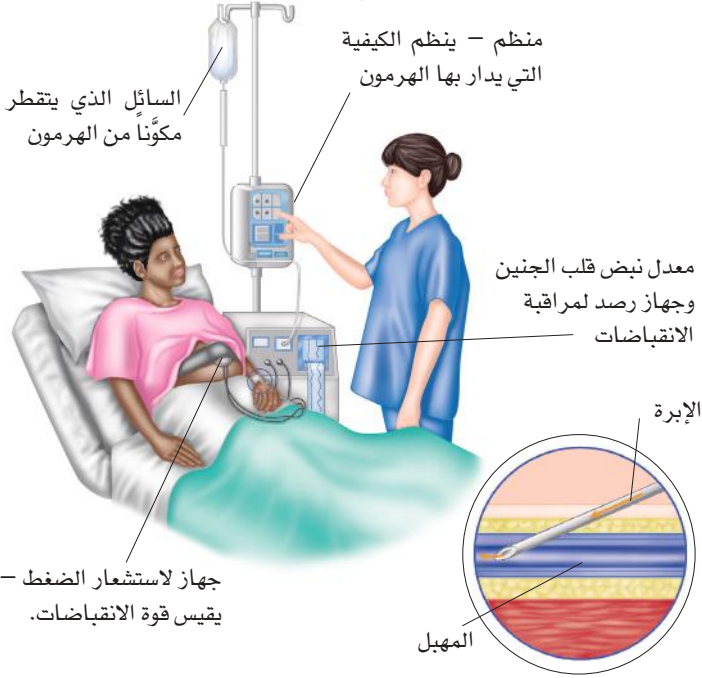 منظم – ينظم الكيفية
التي يدار بها الهرمون
السائل الذي يتقطر
مكوَّناً من الهرمون
معدل نبض قلب الجنين
وجهاز رصد لمراقبة
الانقباضات
الإبرة
جهاز لاستشعار الضغط –
يقيس قوة الانقباضات.
المهبل